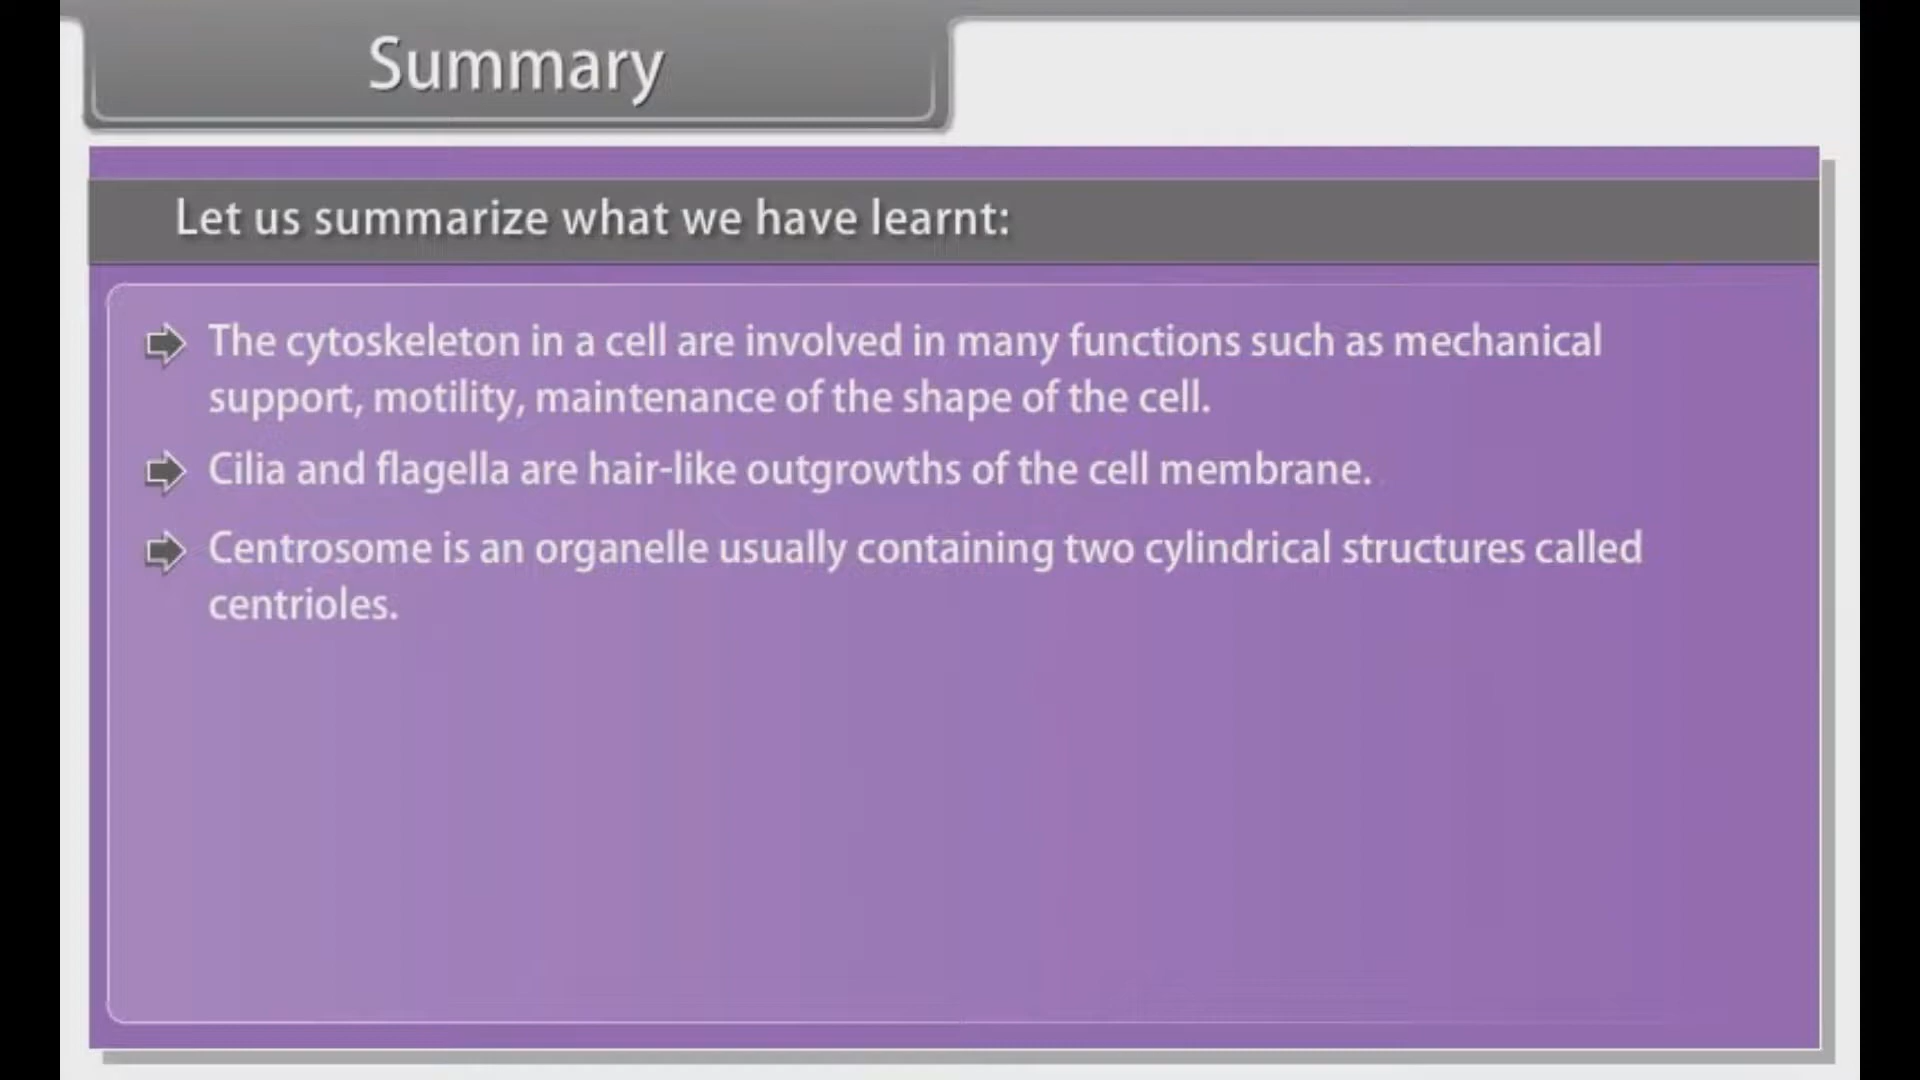 Summary
Let us summarize what we have learnt:
The cytoskeleton in a cell are involved in many functions such as mechanical
support, motility, maintenance of the shape of the cell.
Cilia and flagella are hair-like outgrowths of the cell membrane.
Centrosome is an organelle usually containing two cylindrical structures called
centrioles.